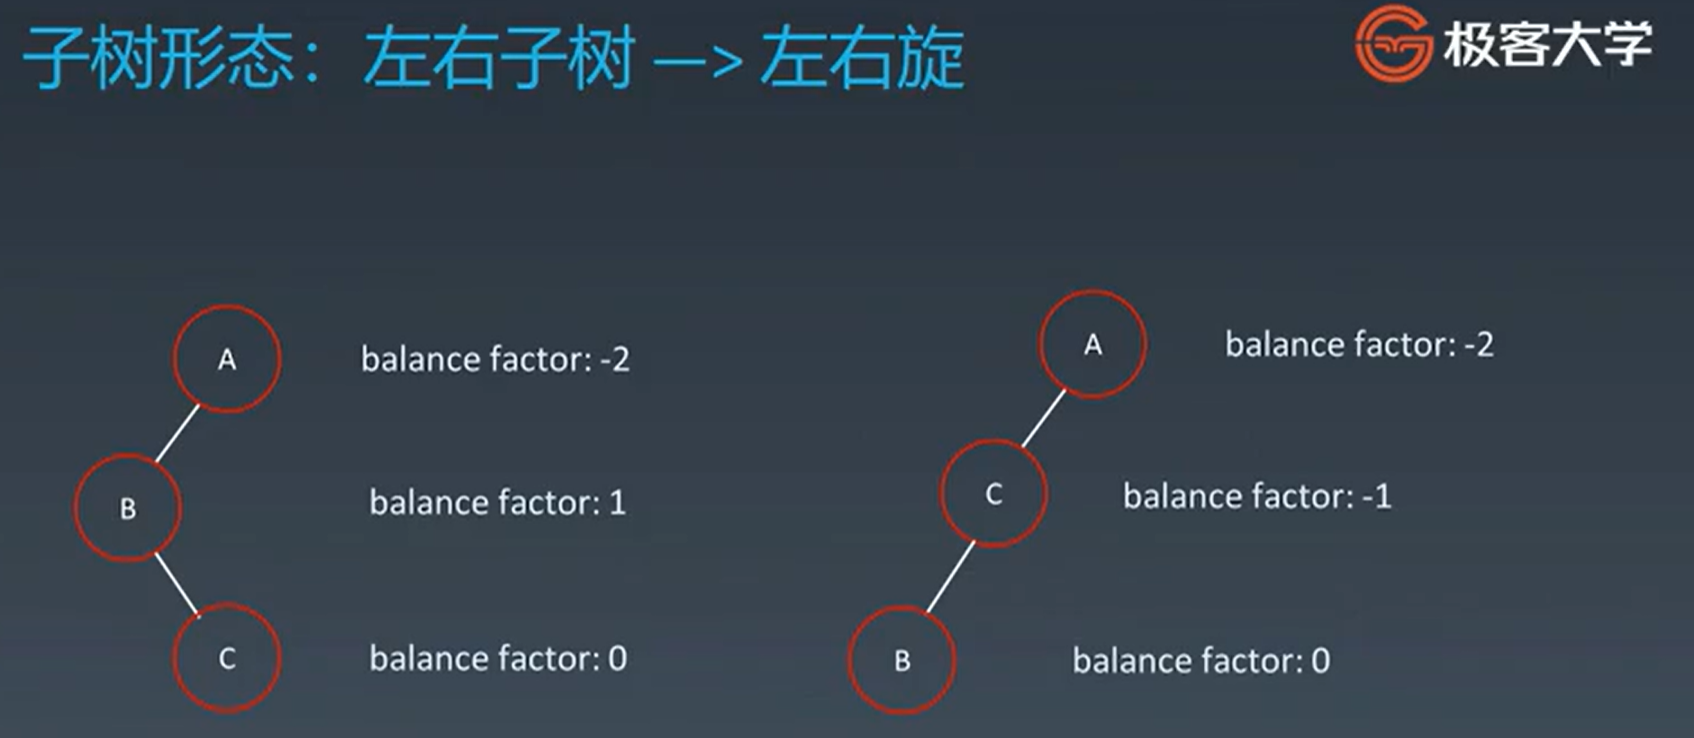 子树形态：左右子树 —> 左右旋
极客大学
A
balance factor: -2
B
balance factor: 1
C
balance factor: 0
A
balance factor: -2
C
balance factor: -1
B
balance factor: 0